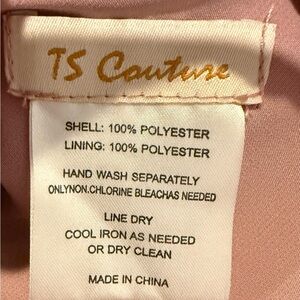 TS Couture
SHELL: 100% POLYESTER
LINING: 100% POLYESTER
HAND WASH SEPARATELY
ONLYNON.CHLORINE BLEACHAS NEEDED
LINE DRY
COOL IRON AS NEEDED
OR DRY CLEAN
MADE IN CHINA